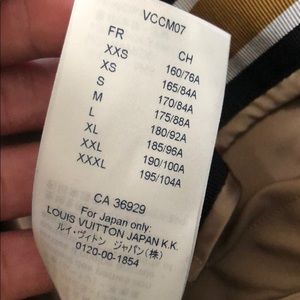 VCCM07
FR CH
XXS 160/76A
XS 165/84A
S 170/84A
M 175/88A
L 180/92A
XL 185/96A
XXL 190/100A
XXXL 195/104A
CA 36929
For Japan only:
LOUIS VUITTON JAPAN K.K.
ルイ・ヴィトン ジャパン(株)
0120-00-1854